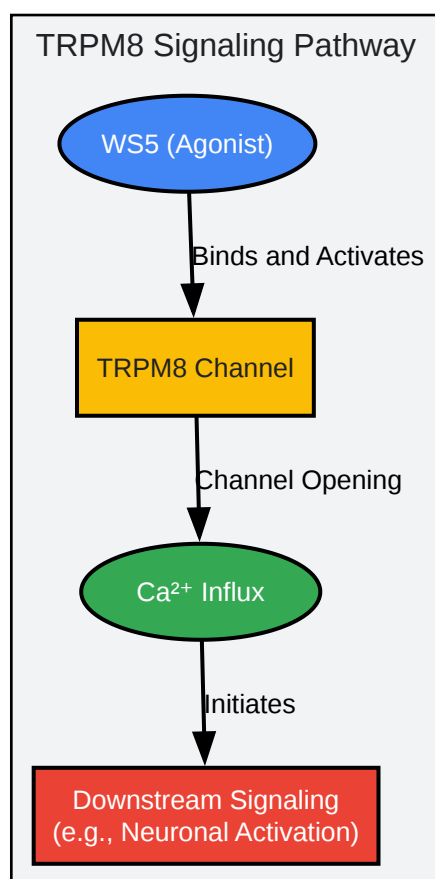 TRPM8 Signaling Pathway
WS5 (Agonist)
Binds and Activates
TRPM8 Channel
Channel Opening
Ca²⁺ Influx
Initiates
Downstream Signaling
(e.g., Neuronal Activation)